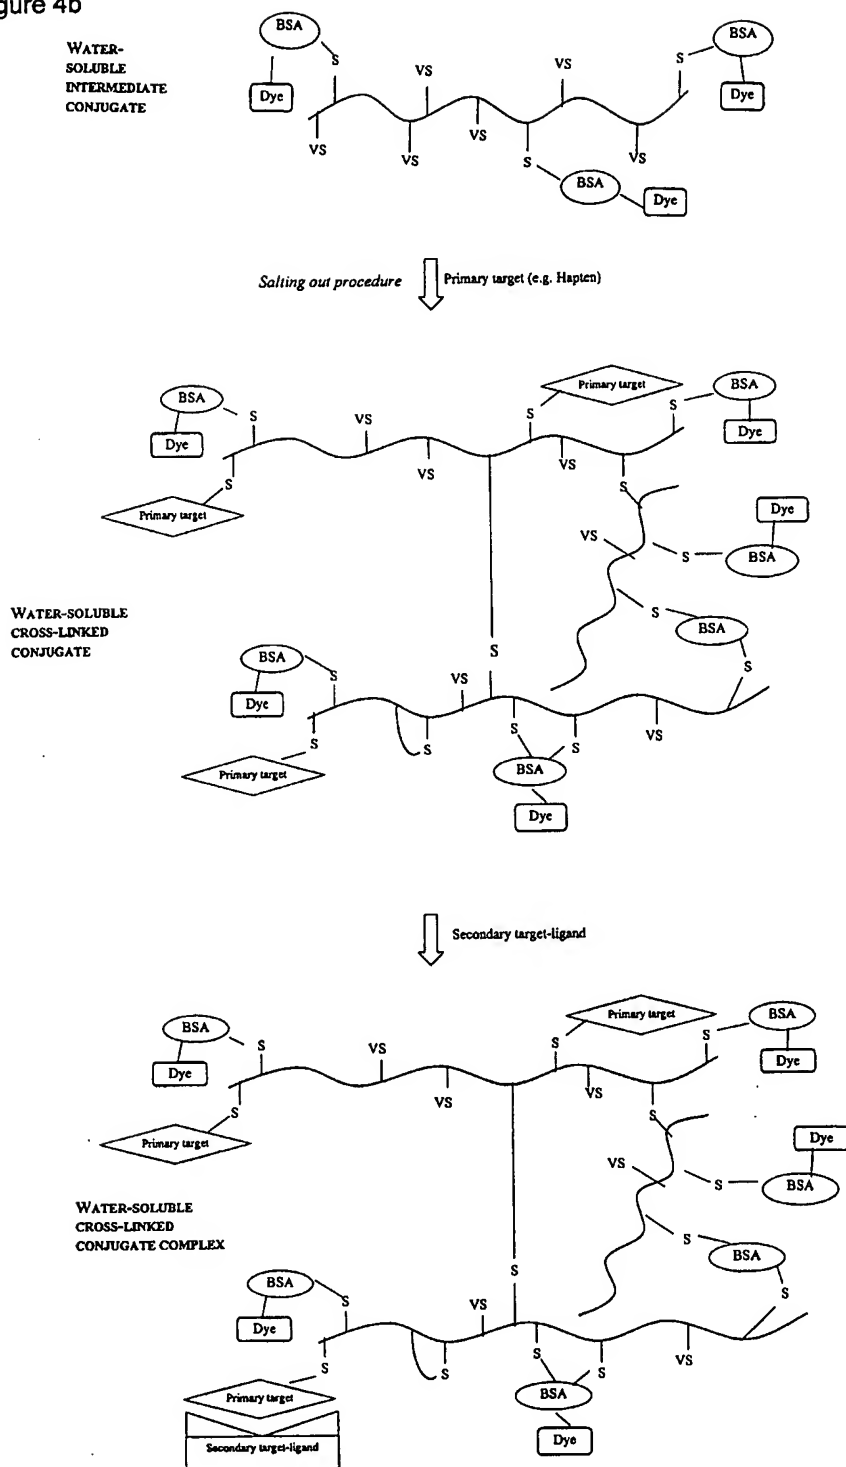 gure 4b
WATER-
SOLUBLE
INTERMEDIATE
CONJUGATE
BSA
S
Dye
VS
VS
S
BSA
Dye
VS
VS
VS
S
VS
BSA
Dye
Salting out procedure
Primary target (e.g. Hapten)
BSA
S
Dye
VS
S
Primary target
S
BSA
Dye
VS
VS
S
Primary target
S
Dye
VS
S
BSA
WATER-SOLUBLE
CROSS-LINKED
CONJUGATE
S
BSA
S
BSA
S
Dye
VS
S
S
S
Primary target
S
S
BSA
Dye
VS
Secondary target-ligand
BSA
S
Dye
VS
S
Primary target
S
BSA
Dye
VS
VS
S
Primary target
S
Dye
VS
S
BSA
WATER-SOLUBLE
CROSS-LINKED
CONJUGATE COMPLEX
S
BSA
S
BSA
S
Dye
VS
S
S
S
Primary target
S
S
BSA
Dye
VS
Secondary target-ligand